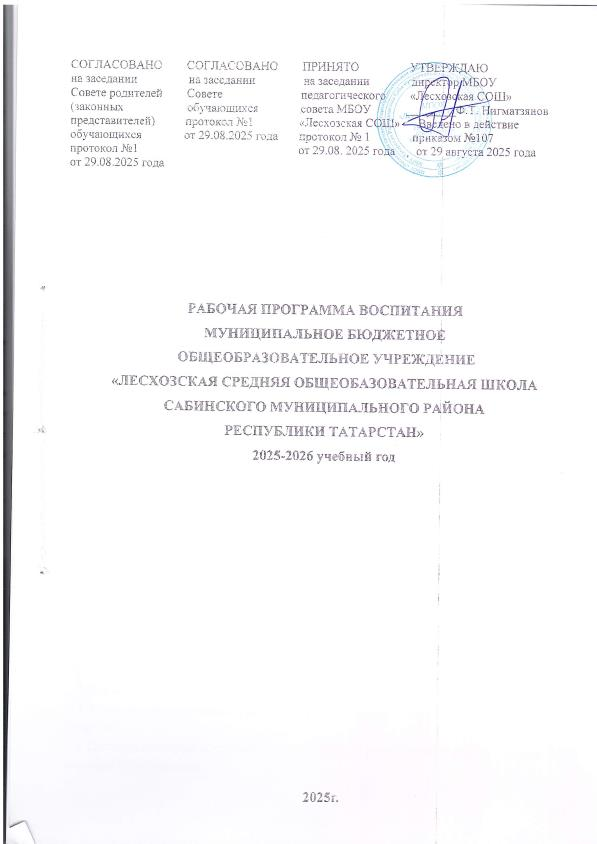 СОГЛАСОВАНО
на заседании
Совете родителей
(законных
представителей)
обучающихся
протокол №1
от 29.08.2025 года
СОГЛАСОВАНО
на заседании
Совете
обучающихся
протокол №1
от 29.08.2025 года
ПРИНЯТО
на заседании
педагогического
совета МБОУ
«Лесхозская СОШ»
протокол № 1
от 29.08. 2025 года
УТВЕРЖДАЮ
директор МБОУ
«Лесхозская СОШ»
Ф.Т. Нигматзянов
Введено в действие
приказом №107
от 29 августа 2025 года
РАБОЧАЯ ПРОГРАММА ВОСПИТАНИЯ
МУНИЦИПАЛЬНОЕ БЮДЖЕТНОЕ
ОБЩЕОБРАЗОВАТЕЛЬНОЕ УЧРЕЖДЕНИЕ
«ЛЕСХОЗСКАЯ СРЕДНЯЯ ОБЩЕОБАЗОВАТЕЛЬНАЯ ШКОЛА
САБИНСКОГО МУНИЦИПАЛЬНОГО РАЙОНА
РЕСПУБЛИКИ ТАТАРСТАН»
2025-2026 учебный год
2025г.